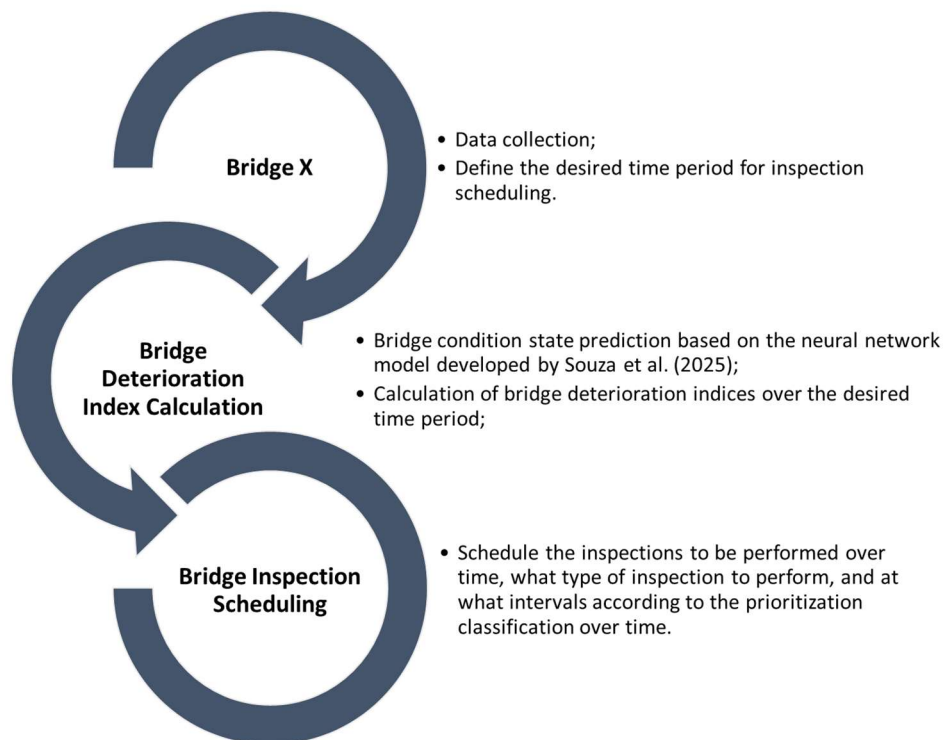 Bridge X
• Data collection;
• Define the desired time period for inspection
scheduling.
Bridge
Deterioration
Index Calculation
• Bridge condition state prediction based on the neural network
model developed by Souza et al. (2025);
• Calculation of bridge deterioration indices over the desired
time period;
Bridge Inspection
Scheduling
• Schedule the inspections to be performed over
time, what type of inspection to perform, and at
what intervals according to the prioritization
classification over time.